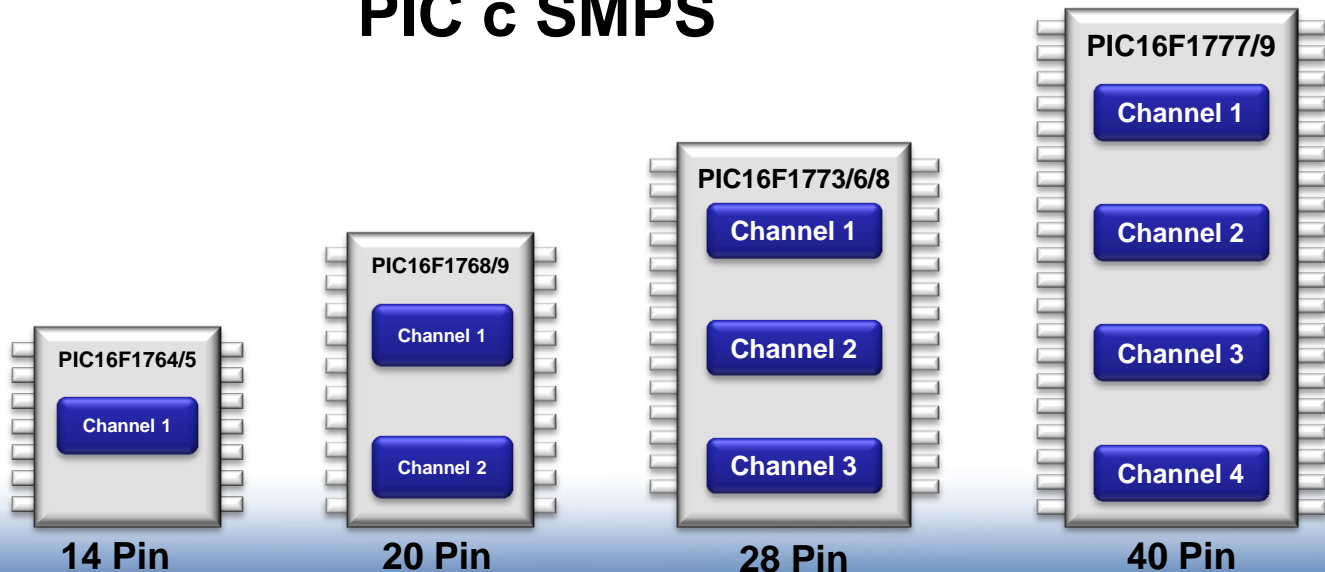 PIC с SMPS
PIC16F1764/5
Channel 1
14 Pin
PIC16F1768/9
Channel 1
Channel 2
20 Pin
PIC16F1773/6/8
Channel 1
Channel 2
Channel 3
28 Pin
PIC16F1777/9
Channel 1
Channel 2
Channel 3
Channel 4
40 Pin